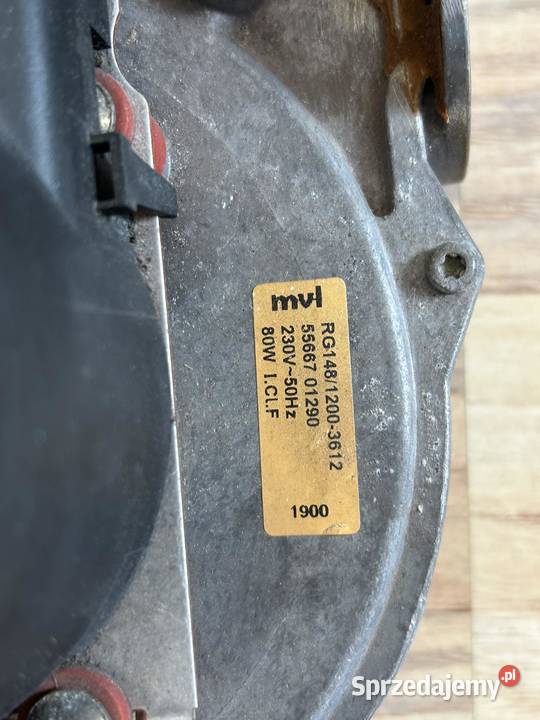 mvl
RG148/1200-3612
55667 01290
230V~50Hz
80W I.CL.F
1900
Sprzedajemy.pl